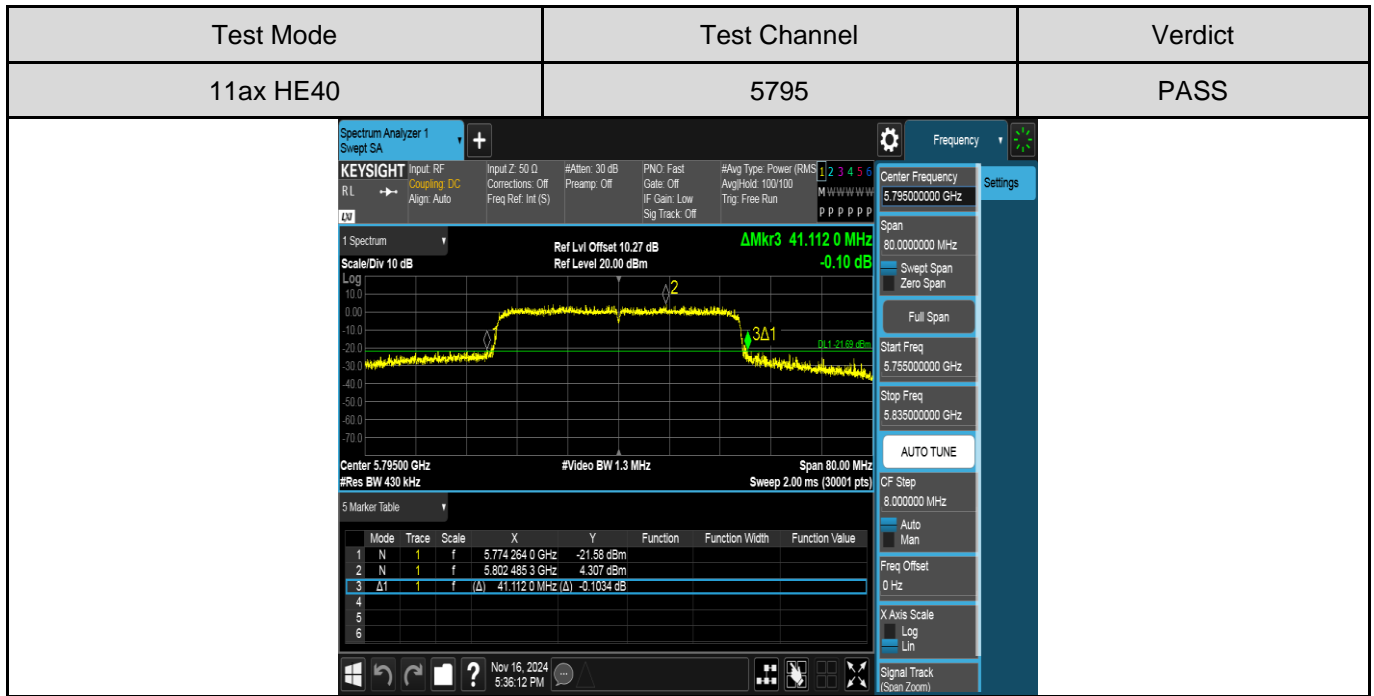 Test Mode Test Channel Verdict
11ax HE40 5795 PASS
Spectrum Analyzer 1
Swept SA
+
Frequency
KEYSIGHT Input: RF Input Z: 50 Ω #Atten: 30 dB PNO: Fast #Avg Type: Power (RMS 1 2 3 4 5 6
RL Coupling: DC Corrections: Off Preamp: Off Gate: Off Avg|Hold: 100/100 M W W W W W
Align: Auto Freq Ref: Int (S) IF Gain: Low Trig: Free Run
LXI Sig Track: Off P P P P P P
1 Spectrum
Ref Lvl Offset 10.27 dB ΔMkr3 41.112 0 MHz
Scale/Div 10 dB Ref Level 20.00 dBm -0.10 dB
Log
10.0
0.00
-10.0
-20.0
-30.0
-40.0
-50.0
-60.0
-70.0
2
1
3Δ1
DL1 -21.69 dBm
Center 5.79500 GHz #Video BW 1.3 MHz Span 80.00 MHz
#Res BW 430 kHz Sweep 2.00 ms (30001 pts)
5 Marker Table
Mode Trace Scale X Y Function Function Width Function Value
1 N 1 f 5.774 264 0 GHz -21.58 dBm
2 N 1 f 5.802 485 3 GHz 4.307 dBm
3 Δ1 1 f (Δ) 41.112 0 MHz (Δ) -0.1034 dB
4
5
6
Nov 16, 2024
5:36:12 PM
?
Center Frequency
5.795000000 GHz
Settings
Span
80.0000000 MHz
Swept Span
Zero Span
Full Span
Start Freq
5.755000000 GHz
Stop Freq
5.835000000 GHz
AUTO TUNE
CF Step
8.000000 MHz
Auto
Man
Freq Offset
0 Hz
X Axis Scale
Log
Lin
Signal Track
(Span Zoom)